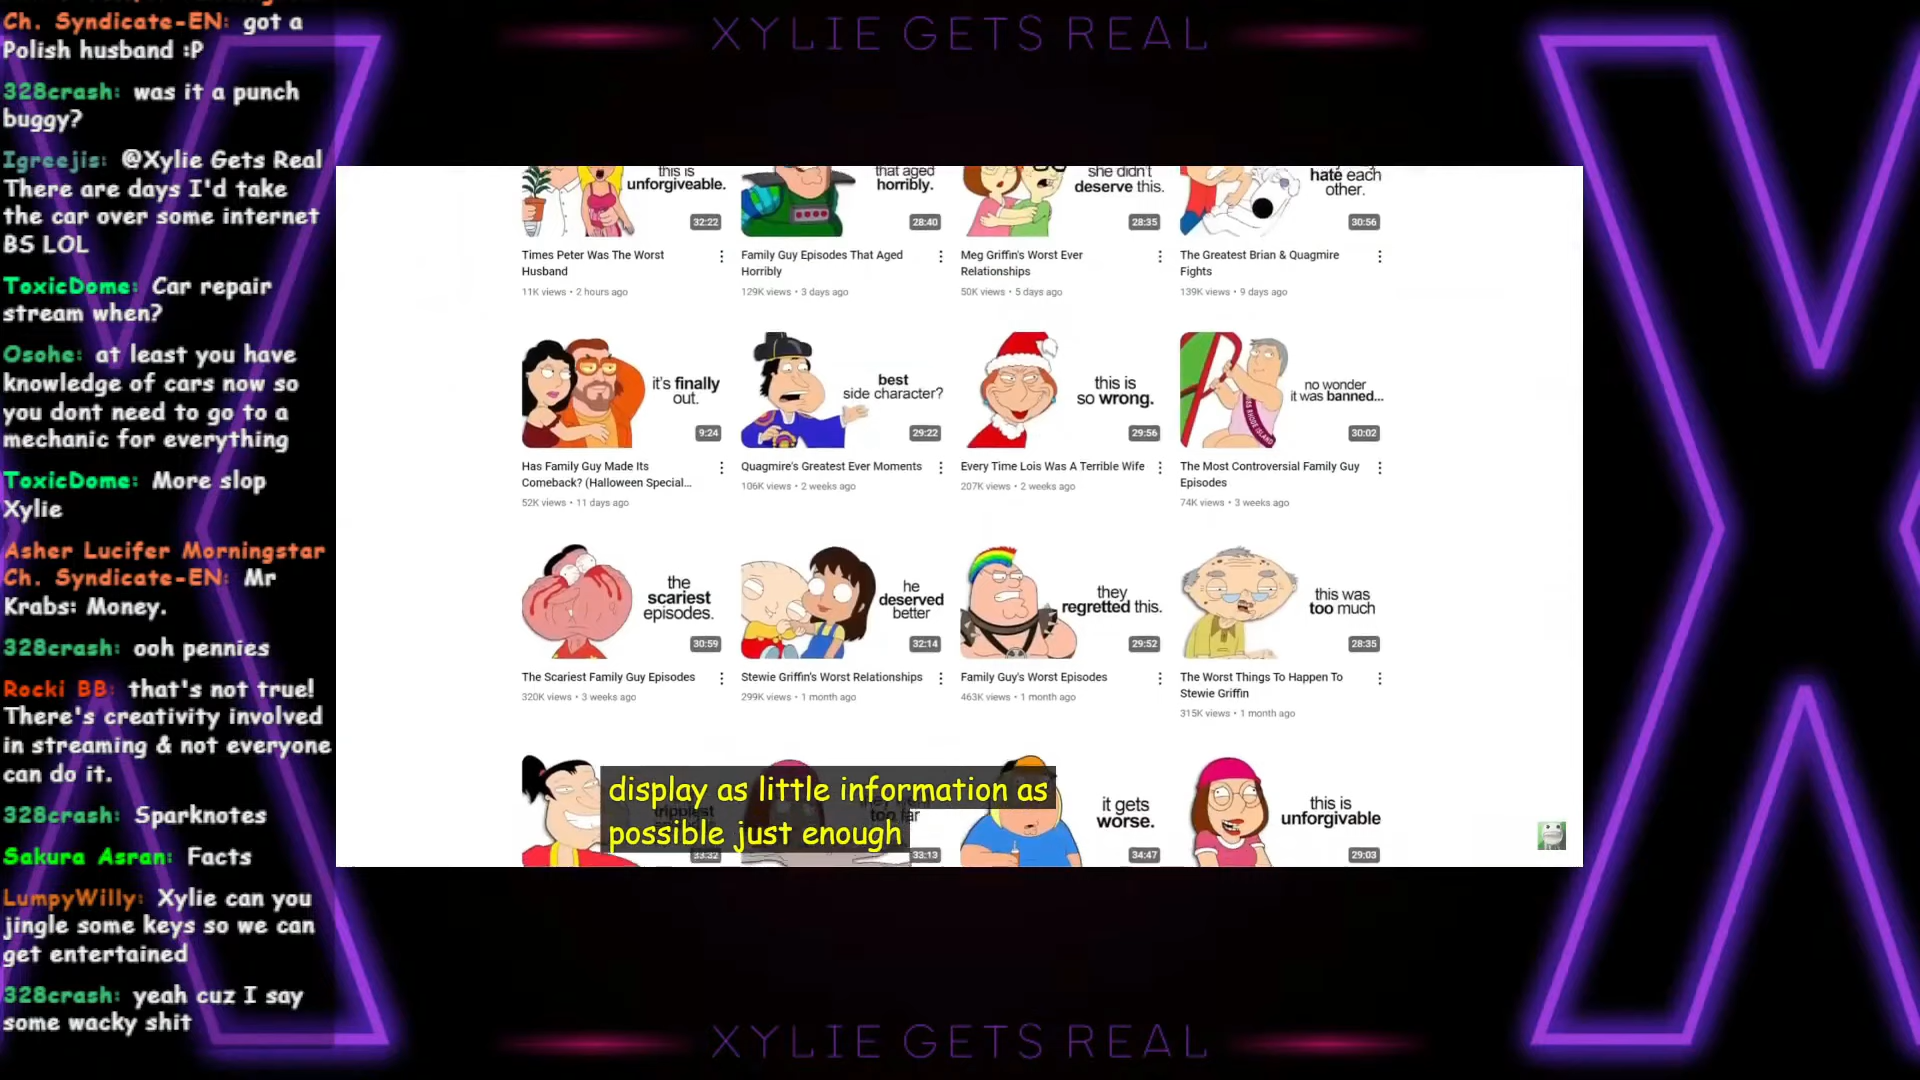 Ch. Syndicate-EN: got a
Polish husband :P
328crash: was it a punch
buggy?
Igreejis: @Xylie Gets Real
There are days I'd take
the car over some internet
BS LOL
ToxicDome: Car repair
stream when?
Osohe: at least you have
knowledge of cars now so
you dont need to go to a
mechanic for everything
ToxicDome: More slop
Xylie
Asher Lucifer Morningstar
Ch. Syndicate-EN: Mr
Krabs: Money.
328crash: ooh pennies
Rocki BB: that's not true!
There's creativity involved
in streaming & not everyone
can do it.
328crash: Sparknotes
Sakura Asran: Facts
LumpyWilly: Xylie can you
jingle some keys so we can
get entertained
328crash: yeah cuz I say
some wacky shit
XYLIE GETS REAL
this is
unforgiveable.
32:22
Times Peter Was The Worst
Husband
11K views • 2 hours ago
that aged
horribly.
28:40
Family Guy Episodes That Aged
Horribly
129K views • 3 days ago
she didn't
deserve this.
28:35
Meg Griffin's Worst Ever
Relationships
50K views • 5 days ago
hate each
other.
30:56
The Greatest Brian & Quagmire
Fights
139K views • 9 days ago
it's finally
out.
9:24
Has Family Guy Made Its
Comeback? (Halloween Special...
52K views • 11 days ago
best
side character?
29:22
Quagmire's Greatest Ever Moments
106K views • 2 weeks ago
this is
so wrong.
29:56
Every Time Lois Was A Terrible Wife
207K views • 2 weeks ago
no wonder
it was banned...
MISS RHODE ISLAND
30:02
The Most Controversial Family Guy
Episodes
74K views • 3 weeks ago
the
scariest
episodes.
30:59
The Scariest Family Guy Episodes
320K views • 3 weeks ago
he
deserved
better
32:14
Stewie Griffin's Worst Relationships
299K views • 1 month ago
they
regretted this.
29:52
Family Guy's Worst Episodes
463K views • 1 month ago
this was
too much
28:35
The Worst Things To Happen To
Stewie Griffin
315K views • 1 month ago
trippiest
33:32
too far
33:13
it gets
worse.
34:47
this is
unforgivable
29:03
display as little information as
possible just enough
XYLIE GETS REAL